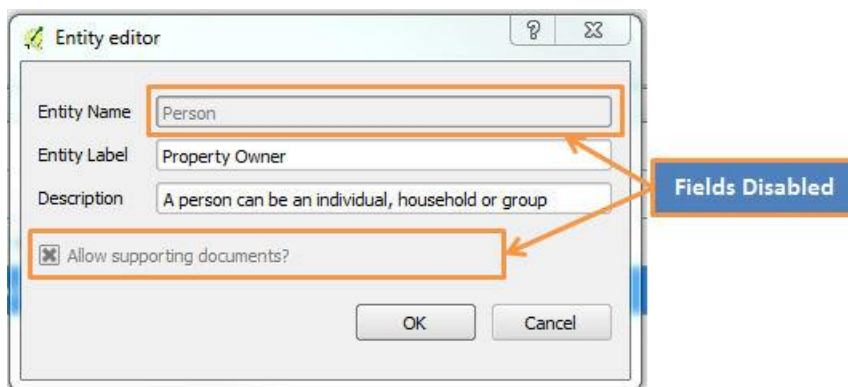 Entity editor
Entity Name Person
Entity Label Property Owner
Description A person can be an individual, household or group
Allow supporting documents?
Fields Disabled
OK Cancel